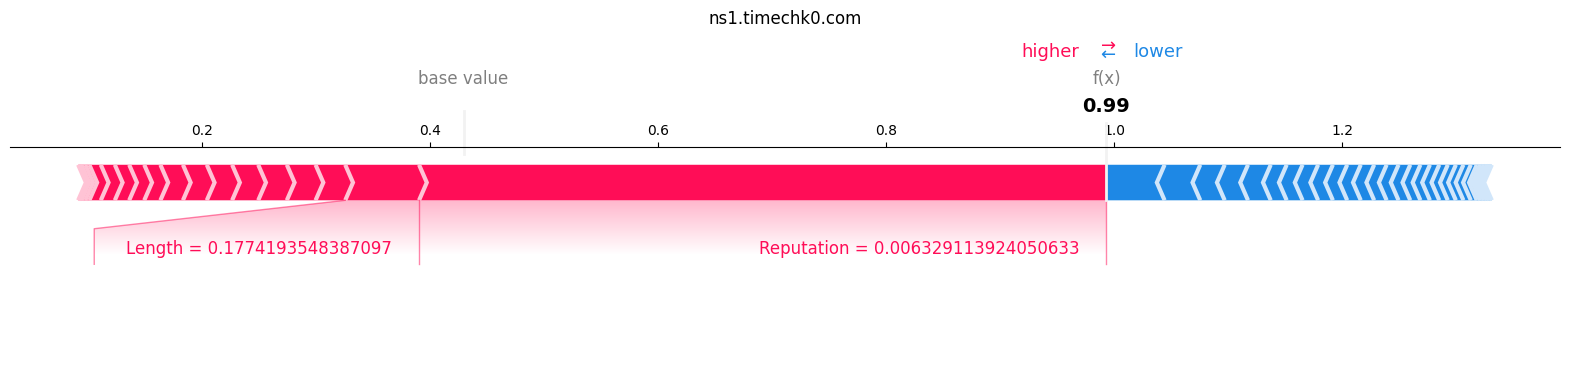 ns1.timechk0.com
higher ⇄ lower
base value f(x)
0.99
0.2 0.4 0.6 0.8 1.0 1.2
Length = 0.1774193548387097 Reputation = 0.006329113924050633